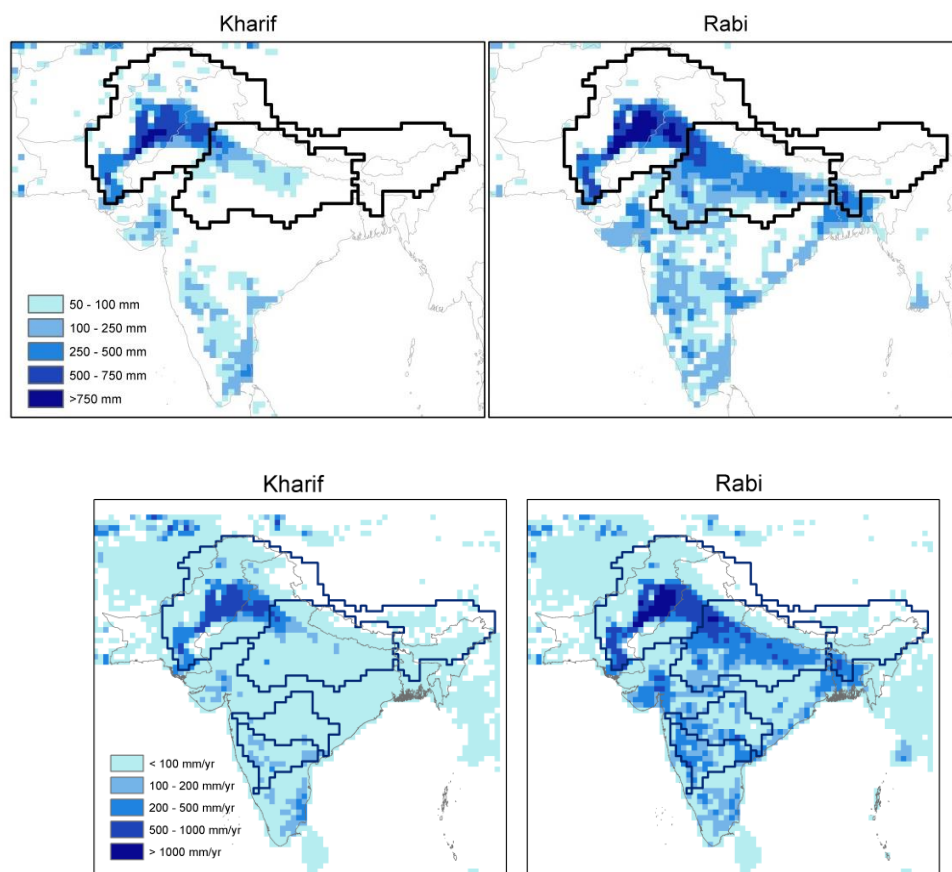 Kharif
Rabi
50 - 100 mm
100 - 250 mm
250 - 500 mm
500 - 750 mm
>750 mm
Kharif
Rabi
< 100 mm/yr
100 - 200 mm/yr
200 - 500 mm/yr
500 - 1000 mm/yr
> 1000 mm/yr